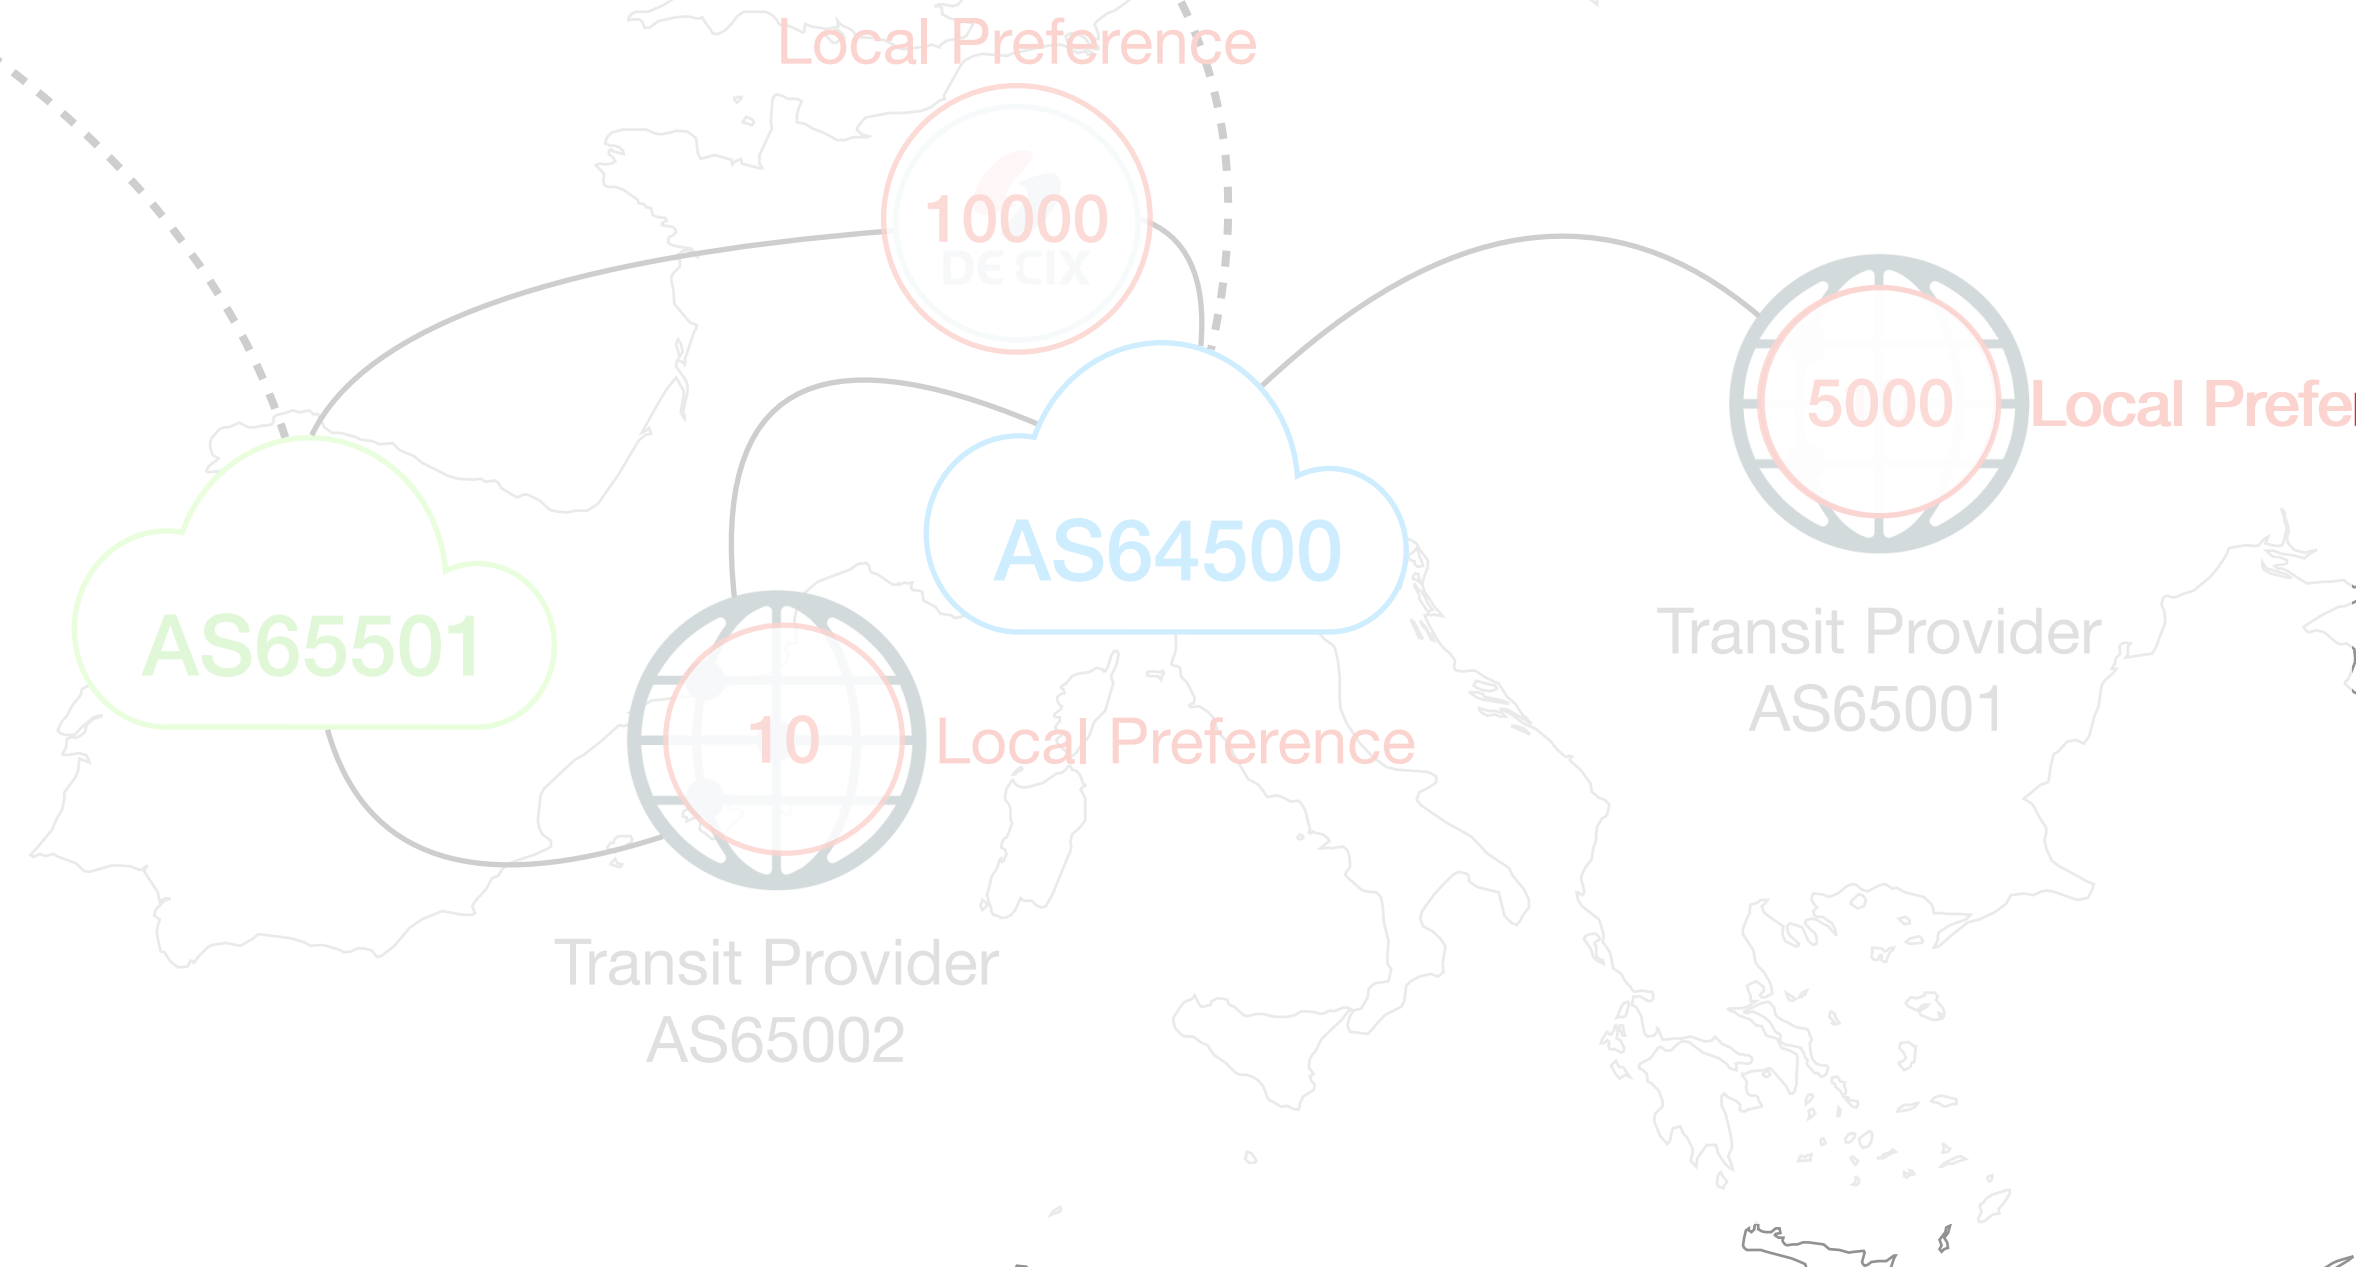 Local Preference
10000
DE CIX
5000
Local Prefe
AS64500
AS65501
Transit Provider
AS65001
10
Local Preference
Transit Provider
AS65002